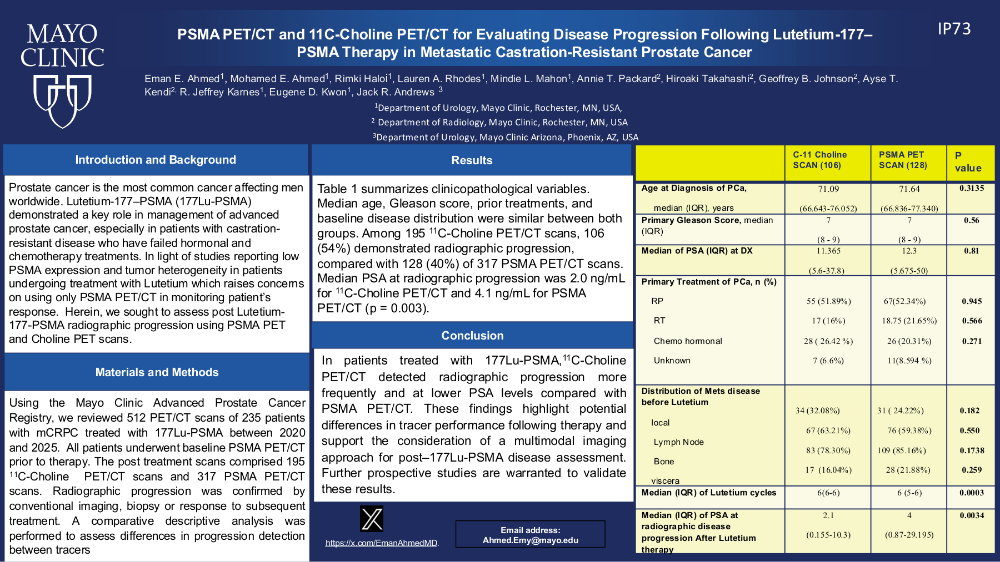 MAYO
CLINIC
PSMA PET/CT and 11C-Choline PET/CT for Evaluating Disease Progression Following Lutetium-177–
PSMA Therapy in Metastatic Castration-Resistant Prostate Cancer
IP73
Eman E. Ahmed¹, Mohamed E. Ahmed¹, Rimki Haloi¹, Lauren A. Rhodes¹, Mindie L. Mahon¹, Annie T. Packard², Hiroaki Takahashi², Geoffrey B. Johnson², Ayse T.
Kendi²,  R. Jeffrey Karnes¹, Eugene D. Kwon¹, Jack R. Andrews ³
¹Department of Urology, Mayo Clinic, Rochester, MN, USA,
² Department of Radiology, Mayo Clinic, Rochester, MN, USA
³Department of Urology, Mayo Clinic Arizona, Phoenix, AZ, USA
Introduction and Background
Prostate cancer is the most common cancer affecting men
worldwide. Lutetium-177–PSMA (177Lu-PSMA)
demonstrated a key role in management of advanced
prostate cancer, especially in patients with castration-
resistant disease who have failed hormonal and
chemotherapy treatments. In light of studies reporting low
PSMA expression and tumor heterogeneity in patients
undergoing treatment with Lutetium which raises concerns
on using only PSMA PET/CT in monitoring patient's
response.  Herein, we sought to assess post Lutetium-
177-PSMA radiographic progression using PSMA PET
and Choline PET scans.
Materials and Methods
Using the Mayo Clinic Advanced Prostate Cancer
Registry, we reviewed 512 PET/CT scans of 235 patients
with mCRPC treated with 177Lu-PSMA between 2020
and 2025.  All patients underwent baseline PSMA PET/CT
prior to therapy. The post treatment scans comprised 195
¹¹C-Choline  PET/CT scans and 317 PSMA PET/CT
scans. Radiographic progression was confirmed by
conventional imaging, biopsy or response to subsequent
treatment. A comparative descriptive analysis was
performed to assess differences in progression detection
between tracers
Results
Table 1 summarizes clinicopathological variables.
Median age, Gleason score, prior treatments, and
baseline disease distribution were similar between both
groups. Among 195 ¹¹C-Choline PET/CT scans, 106
(54%) demonstrated radiographic progression,
compared with 128 (40%) of 317 PSMA PET/CT scans.
Median PSA at radiographic progression was 2.0 ng/mL
for ¹¹C-Choline PET/CT and 4.1 ng/mL for PSMA
PET/CT (p = 0.003).
Conclusion
In patients treated with 177Lu-PSMA,¹¹C-Choline
PET/CT detected radiographic progression more
frequently and at lower PSA levels compared with
PSMA PET/CT. These findings highlight potential
differences in tracer performance following therapy and
support the consideration of a multimodal imaging
approach for post–177Lu-PSMA disease assessment.
Further prospective studies are warranted to validate
these results.
https://x.com/EmanAhmedMD.
Email address:
Ahmed.Emy@mayo.edu
C-11 Choline SCAN (106) PSMA PET SCAN (128) P value
Age at Diagnosis of PCa, 71.09 71.64 0.3135
median (IQR), years (66.643-76.052) (66.836-77.340)
Primary Gleason Score, median (IQR) 7 7 0.56
(8 - 9) (8 - 9)
Median of PSA (IQR) at DX 11.365 12.3 0.81
(5.6-37.8) (5.675-50)
Primary Treatment of PCa, n (%)
RP 55 (51.89%) 67(52.34%) 0.945
RT 17 (16%) 18.75 (21.65%) 0.566
Chemo hormonal 28 ( 26.42 %) 26 (20.31%) 0.271
Unknown 7 (6.6%) 11(8.594 %)
Distribution of Mets disease
before Lutetium
34 (32.08%) 31 ( 24.22%) 0.182
local
67 (63.21%) 76 (59.38%) 0.550
Lymph Node
83 (78.30%) 109 (85.16%) 0.1738
Bone
17  (16.04%) 28 (21.88%) 0.259
viscera
Median (IQR) of Lutetium cycles 6(6-6) 6 (5-6) 0.0003
Median (IQR) of PSA at 2.1 4 0.0034
radiographic disease
progression After Lutetium (0.155-10.3) (0.87-29.195)
therapy